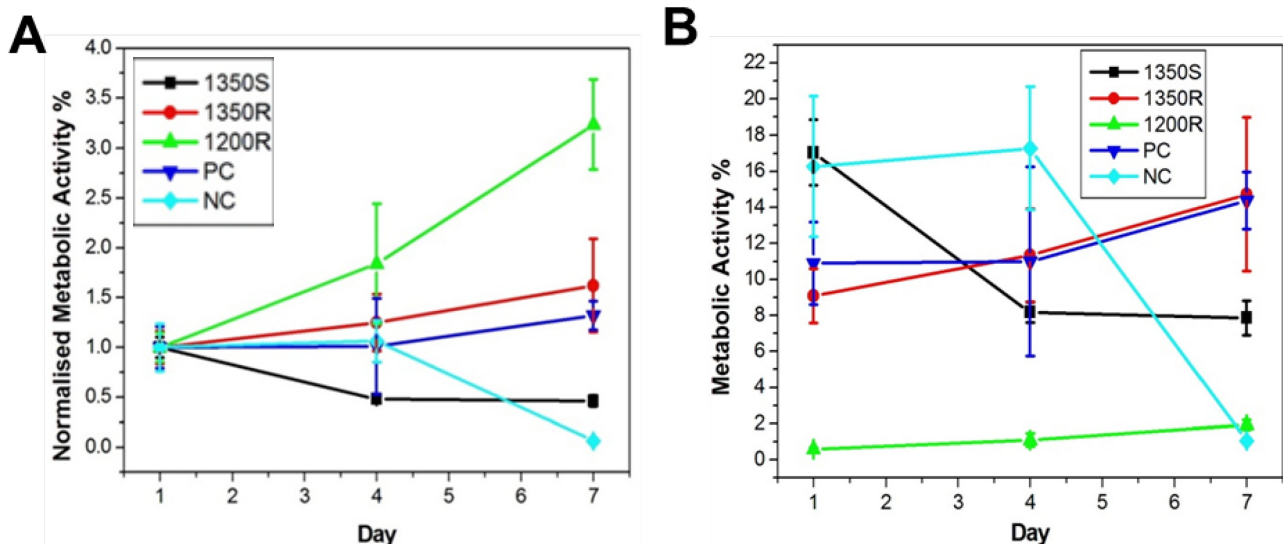 A
Normalised Metabolic Activity %
4.0
3.5
3.0
2.5
2.0
1.5
1.0
0.5
0.0
1350S
1350R
1200R
PC
NC
1 2 3 4 5 6 7
Day
B
Metabolic Activity %
22
20
18
16
14
12
10
8
6
4
2
0
1350S
1350R
1200R
PC
NC
1 2 3 4 5 6 7
Day